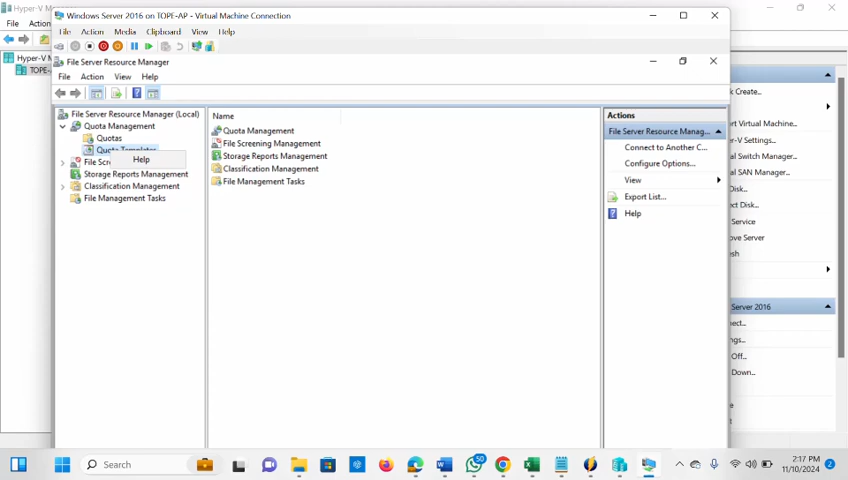 Hyper-V M
File
Action
Hyper-V M
TOPE-
Windows Server 2016 on TOPE-AP - Virtual Machine Connection
File Action Media Clipboard View Help
File Server Resource Manager
File Action View Help
File Server Resource Manager (Local)
Quota Management
Quotas
Quota Templates
Help
File Scr
Storage Reports Management
Classification Management
File Management Tasks
Name
Quota Management
File Screening Management
Storage Reports Management
Classification Management
File Management Tasks
Actions
File Server Resource Manag...
Connect to Another C...
Configure Options...
View
Export List...
Help
k Create...
rt Virtual Machine...
-V Settings...
al Switch Manager...
al SAN Manager...
Disk...
ct Disk...
Service
ove Server
esh
Server 2016
ect...
ngs...
Off...
Down...
Search
50
2:17 PM
11/10/2024
2